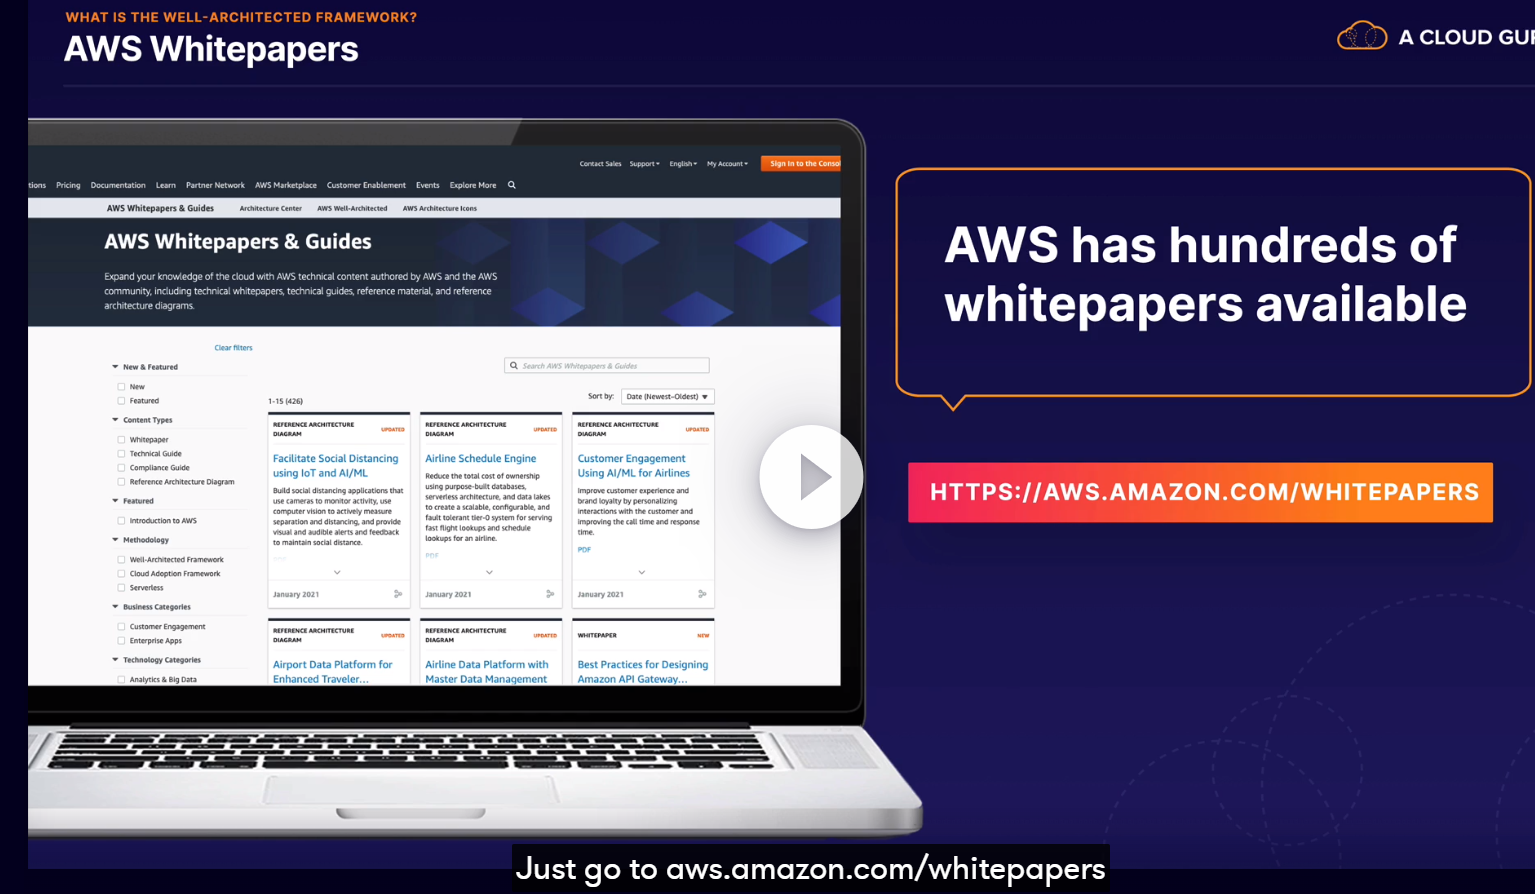 WHAT IS THE WELL-ARCHITECTED FRAMEWORK?
AWS Whitepapers
A CLOUD GUR
Contact Sales Support English My Account Sign In to the Consol
tions Pricing Documentation Learn Partner Network AWS Marketplace Customer Enablement Events Explore More
AWS Whitepapers & Guides Architecture Center AWS Well-Architected AWS Architecture Icons
AWS Whitepapers & Guides
Expand your knowledge of the cloud with AWS technical content authored by AWS and the AWS
community, including technical whitepapers, technical guides, reference material, and reference
architecture diagrams.
Clear filters
New & Featured
New
Featured
Content Types
Whitepaper
Technical Guide
Compliance Guide
Reference Architecture Diagram
Featured
Introduction to AWS
Methodology
Well-Architected Framework
Cloud Adoption Framework
Serverless
Business Categories
Customer Engagement
Enterprise Apps
Technology Categories
Analytics & Big Data
Search AWS Whitepapers & Guides
Sort by: Date (Newest-Oldest)
1-15 (426)
REFERENCE ARCHITECTURE
DIAGRAM
UPDATED
Facilitate Social Distancing
using IoT and AI/ML
Build social distancing applications that
use cameras to monitor activity, use
computer vision to actively measure
separation and distancing, and provide
visual and audible alerts and feedback
to maintain social distance.
January 2021
REFERENCE ARCHITECTURE
DIAGRAM
UPDATED
Airline Schedule Engine
Reduce the total cost of ownership
using purpose-built databases,
serverless architecture, and data lakes
to create a scalable, configurable, and
fault tolerant tier-0 system for serving
fast flight lookups and schedule
lookups for an airline.
PDF
January 2021
REFERENCE ARCHITECTURE
DIAGRAM
UPDATED
Customer Engagement
Using AI/ML for Airlines
Improve customer experience and
brand loyalty by personalizing
interactions with the customer and
improving the call time and response
time.
PDF
January 2021
REFERENCE ARCHITECTURE
DIAGRAM
UPDATED
Airport Data Platform for
Enhanced Traveler...
REFERENCE ARCHITECTURE
DIAGRAM
UPDATED
Airline Data Platform with
Master Data Management
WHITEPAPER
NEW
Best Practices for Designing
Amazon API Gateway...
AWS has hundreds of
whitepapers available
HTTPS://AWS.AMAZON.COM/WHITEPAPERS
Just go to aws.amazon.com/whitepapers